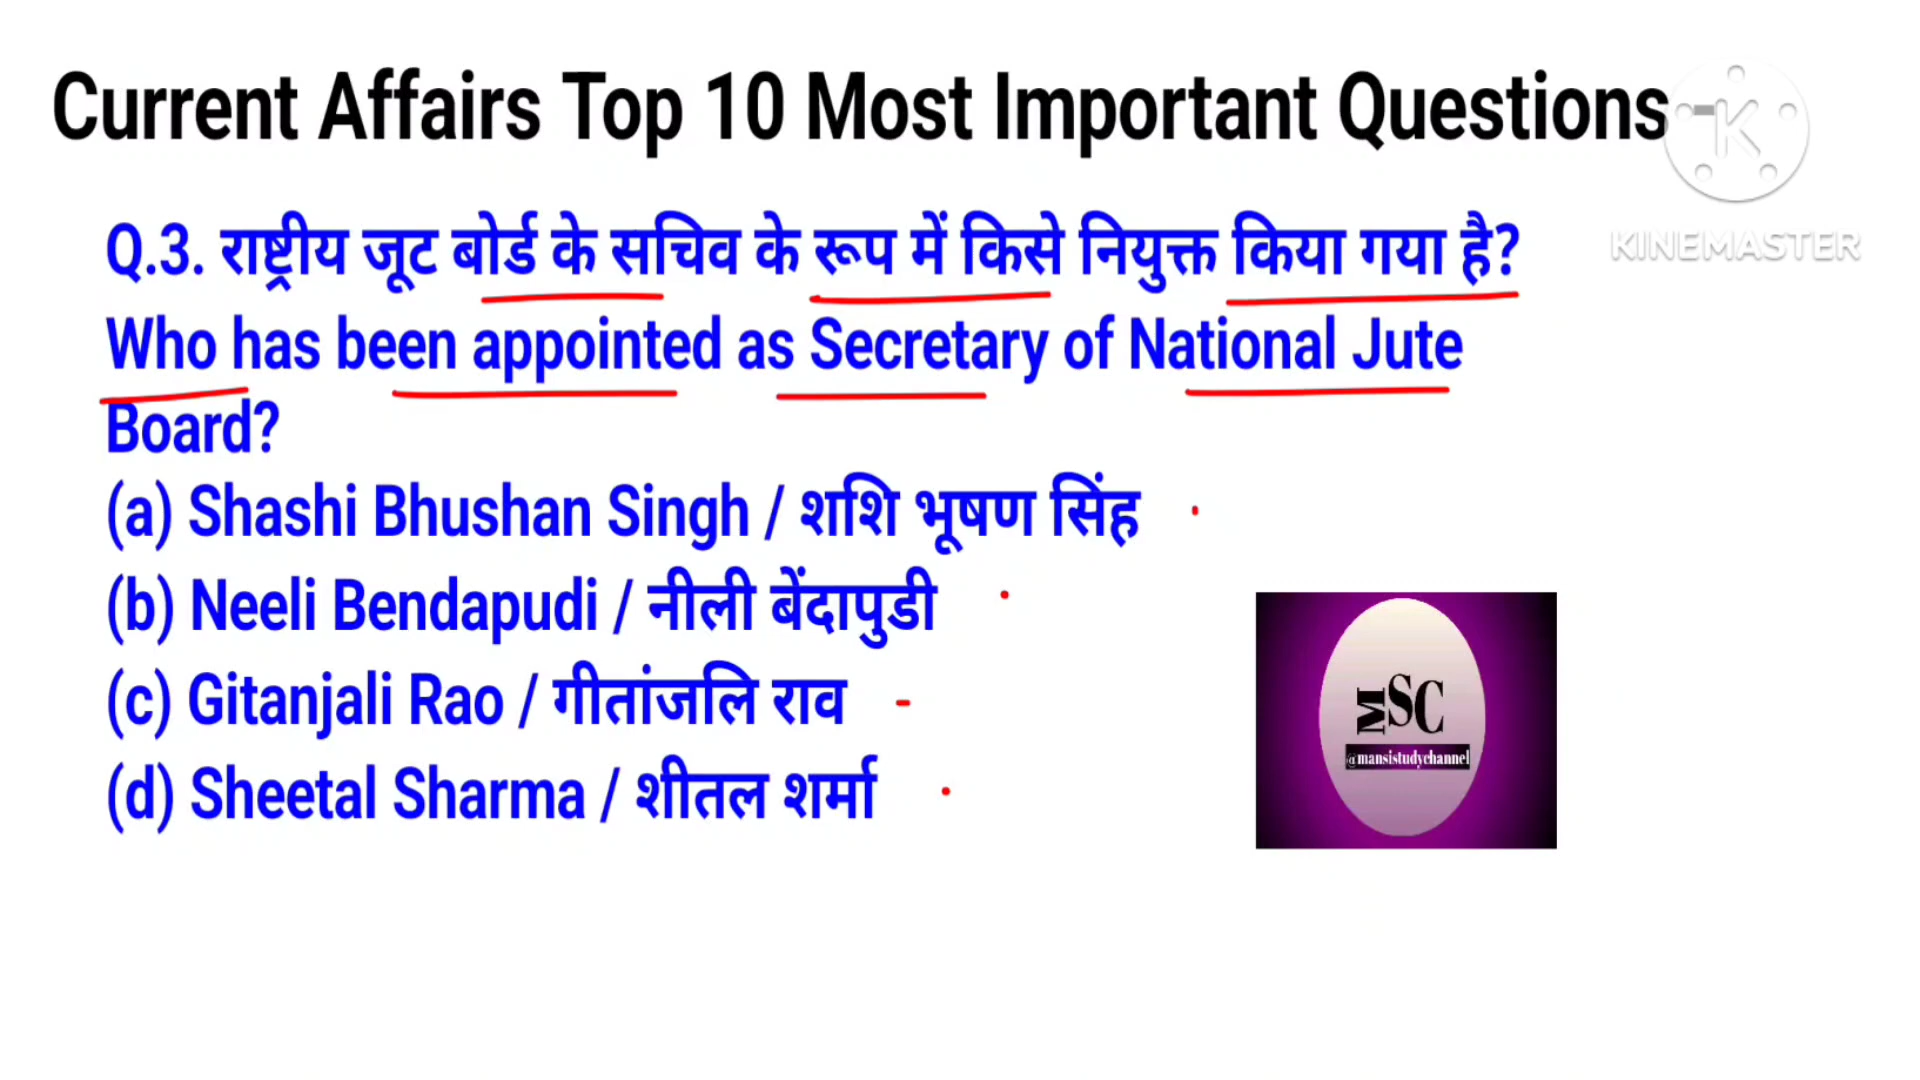 Current Affairs Top 10 Most Important Questions-
K
KINEMASTER
Q.3. राष्ट्रीय जूट बोर्ड के सचिव के रूप में किसे नियुक्त किया गया है?
Who has been appointed as Secretary of National Jute
Board?
(a) Shashi Bhushan Singh / शशि भूषण सिंह
(b) Neeli Bendapudi / नीली बेंदापुडी
(c) Gitanjali Rao / गीतांजलि राव
(d) Sheetal Sharma / शीतल शर्मा
MSC
@mansistudychannel